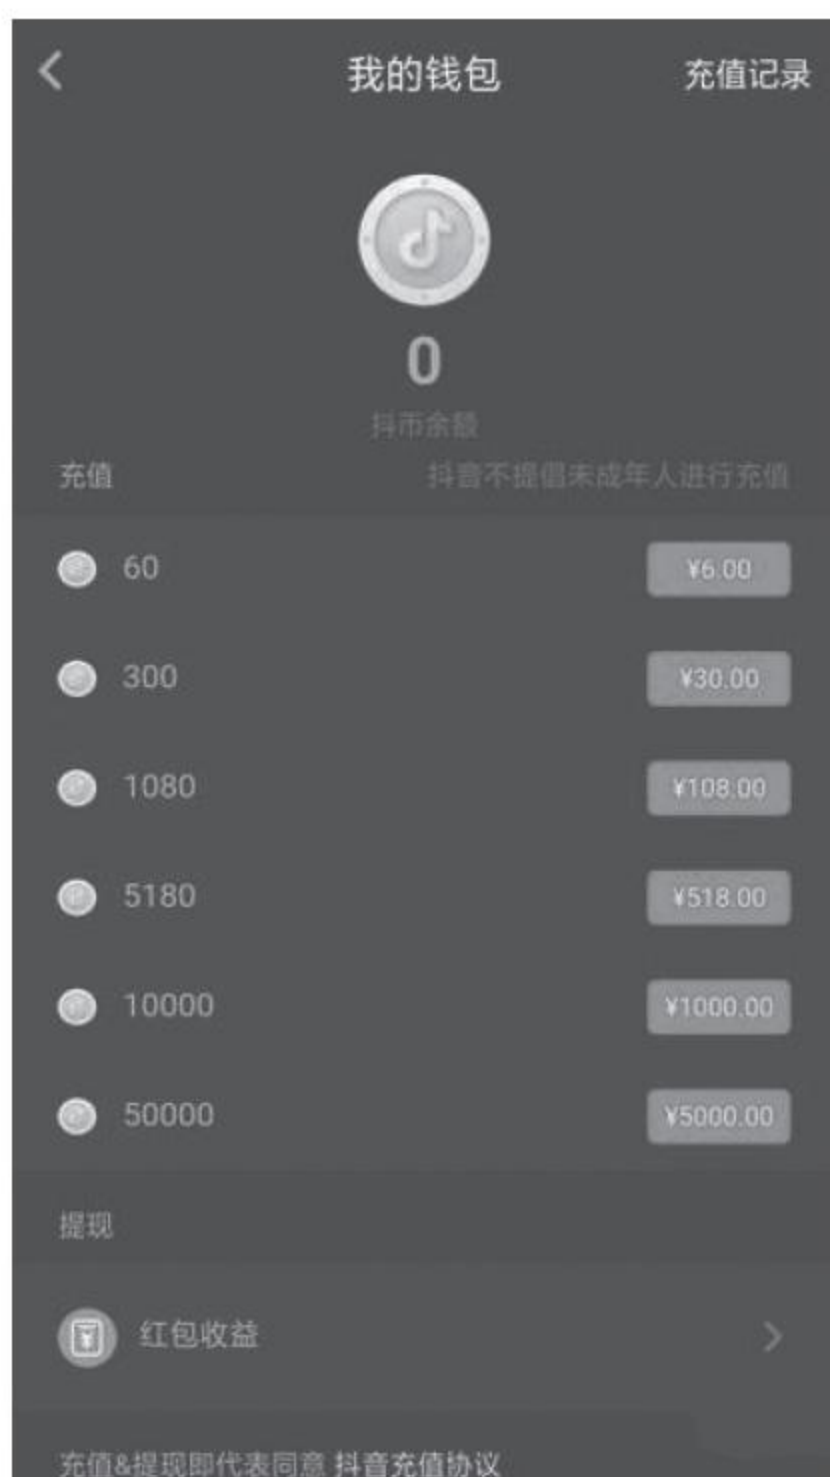 我的钱包 充值记录
0
抖币余额
充值 抖音不提倡未成年人进行充值
60 ¥6.00
300 ¥30.00
1080 ¥108.00
5180 ¥518.00
10000 ¥1000.00
50000 ¥5000.00
提现
红包收益
充值&提现即代表同意 抖音充值协议